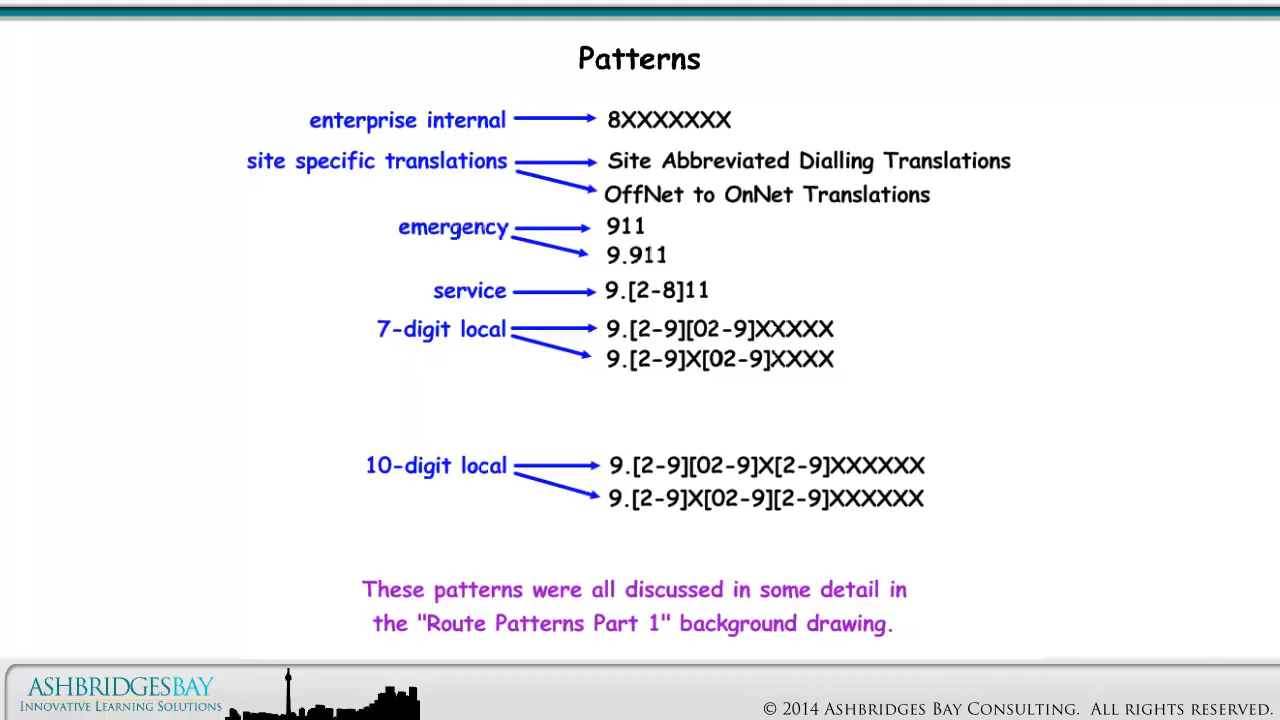 Patterns
enterprise internal 8XXXXXXX
site specific translations Site Abbreviated Dialling Translations
OffNet to OnNet Translations
emergency 911
9.911
service 9.[2-8]11
7-digit local 9.[2-9][02-9]XXXXX
9.[2-9]X[02-9]XXXX
10-digit local 9.[2-9][02-9]X[2-9]XXXXXX
9.[2-9]X[02-9][2-9]XXXXXX
These patterns were all discussed in some detail in
the "Route Patterns Part 1" background drawing.
ASHBRIDGESBAY
INNOVATIVE LEARNING SOLUTIONS
© 2014 ASHBRIDGES BAY CONSULTING. ALL RIGHTS RESERVED.